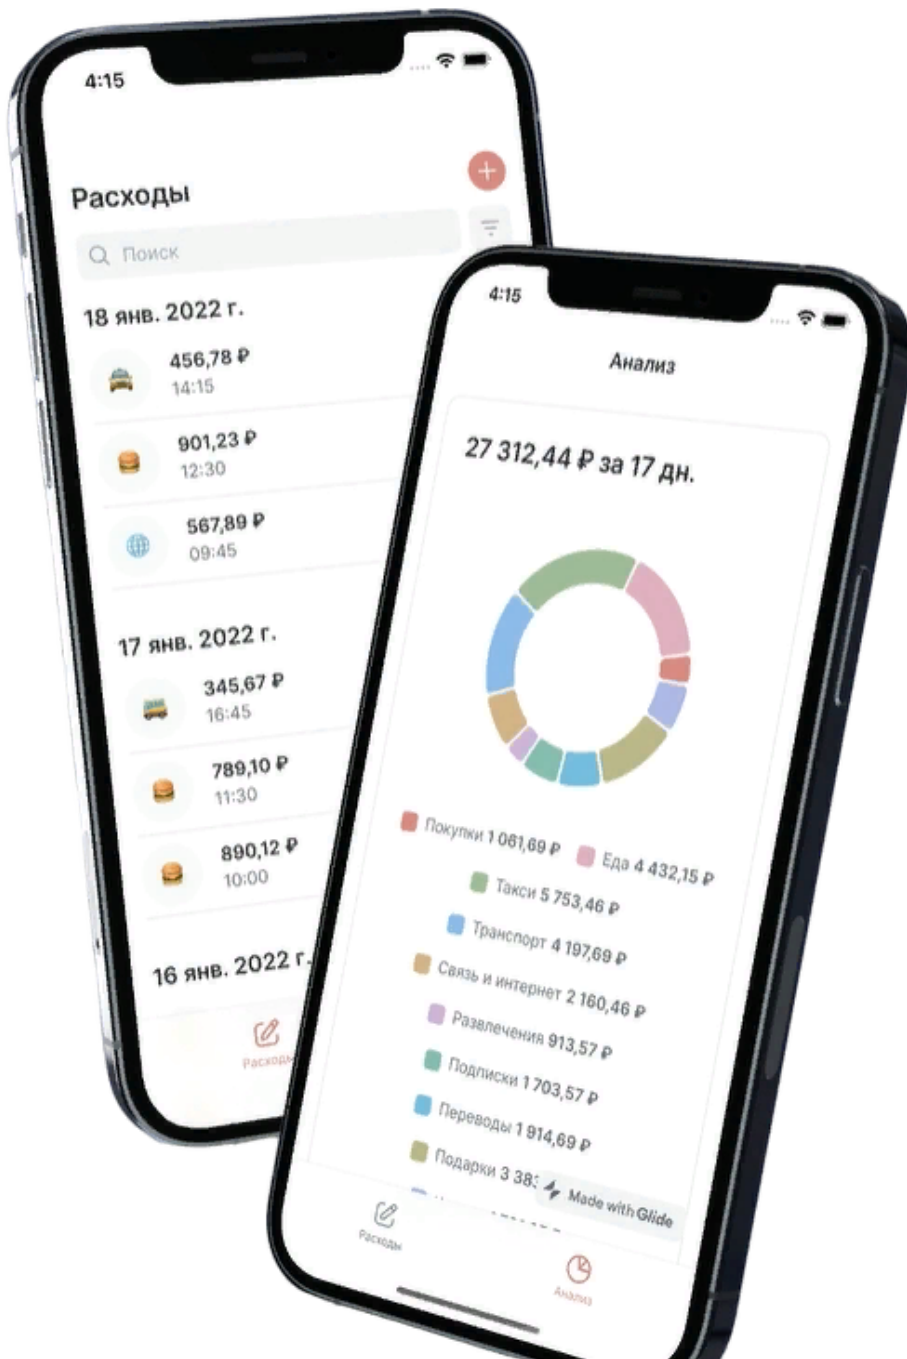 4:15
Расходы
Поиск
18 янв. 2022 г.
456,78 ₽
14:15
901,23 ₽
12:30
567,89 ₽
09:45
17 янв. 2022 г.
345,67 ₽
16:45
789,10 ₽
11:30
890,12 ₽
10:00
16 янв. 2022 г.
Расходы
4:15
Анализ
27 312,44 ₽ за 17 дн.
Покупки 1 061,69 ₽ Еда 4 432,15 ₽
Такси 5 753,46 ₽
Транспорт 4 197,69 ₽
Связь и интернет 2 160,46 ₽
Развлечения 913,57 ₽
Подписки 1 703,57 ₽
Переводы 1 914,69 ₽
Подарки 3 383
Made with Glide
Расходы
Анализ